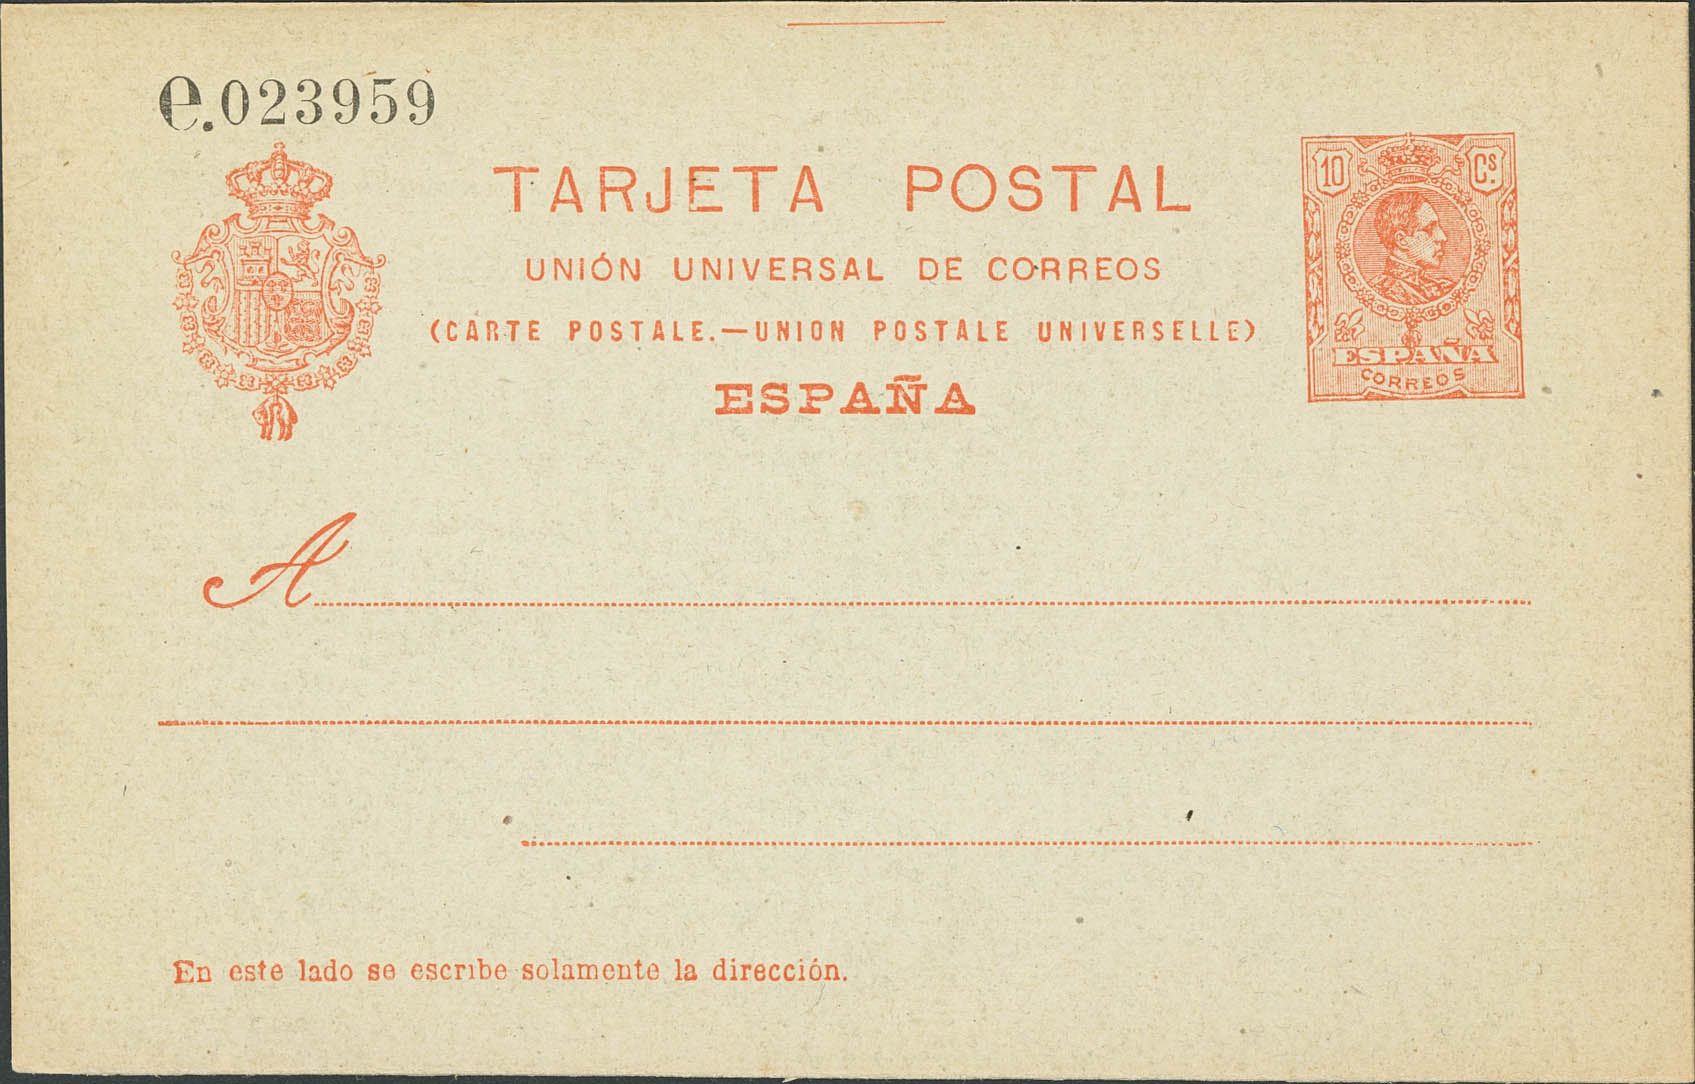 e.023959
TARJETA POSTAL
UNIÓN UNIVERSAL DE CORREOS
(CARTE POSTALE.—UNION POSTALE UNIVERSELLE)
ESPAÑA
10 Cs.
ESPAÑA
CORREOS
A
En este lado se escribe solamente la dirección.